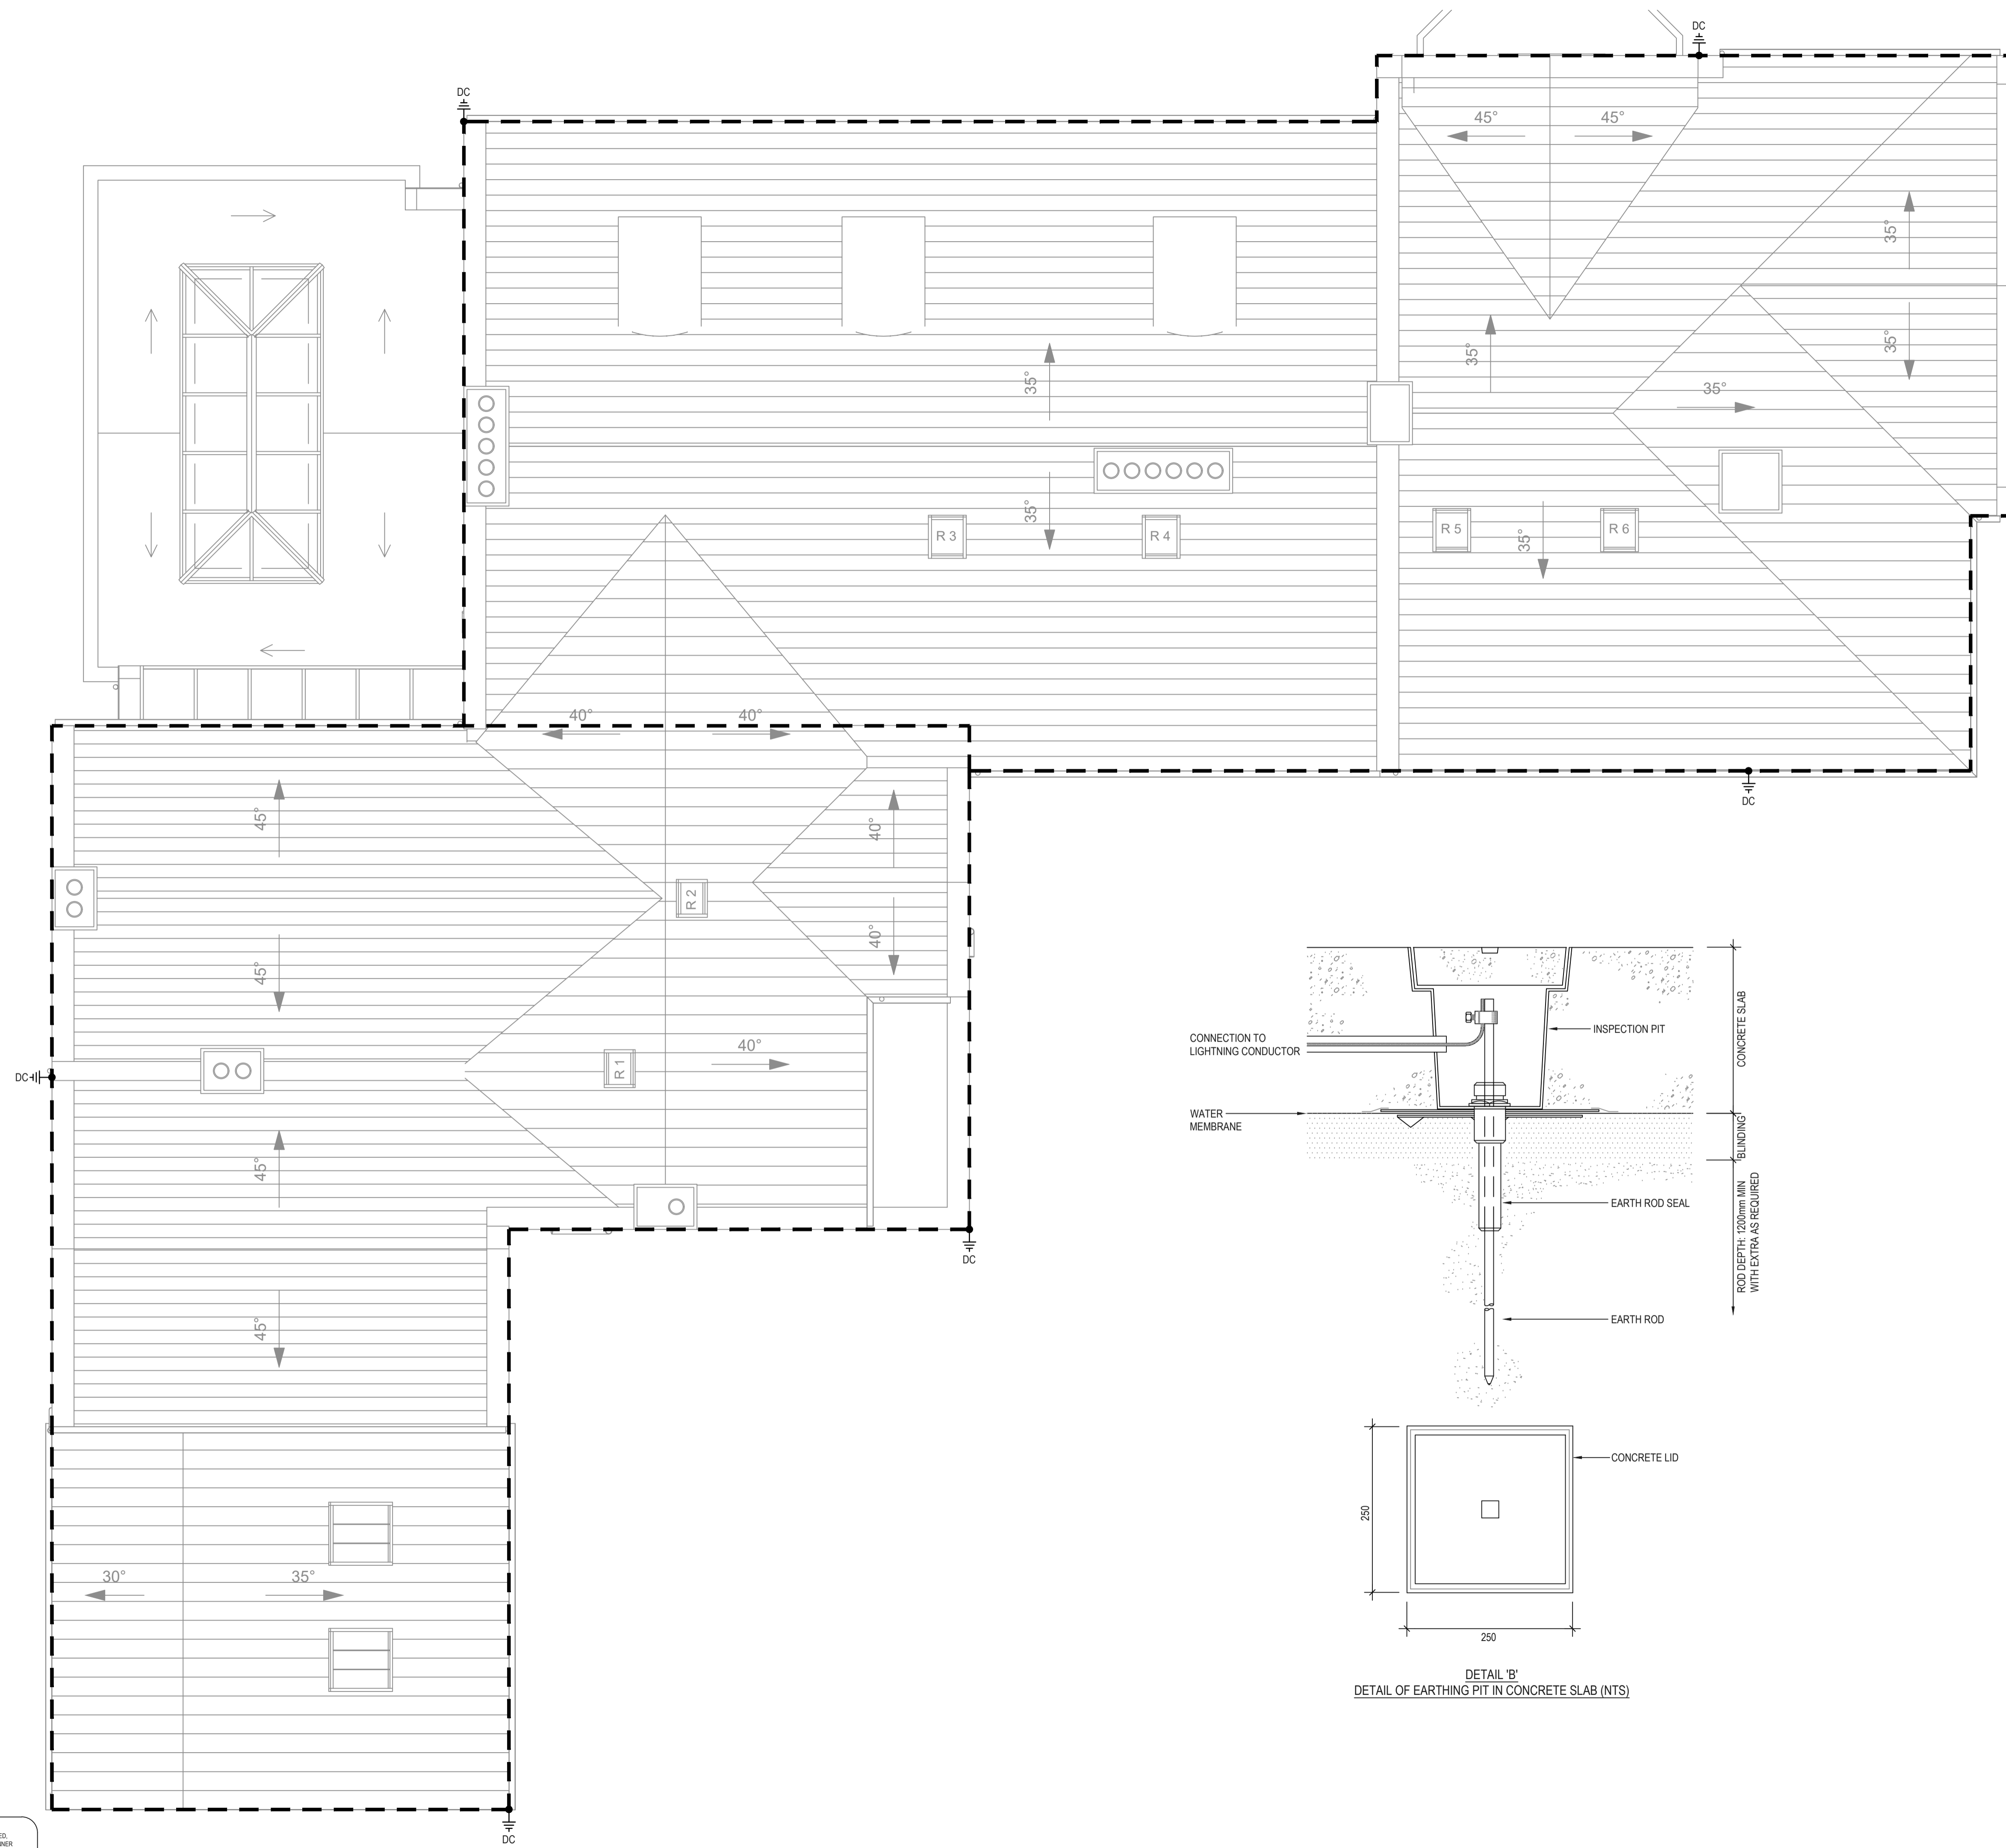 DC
DC
45°
45°
35°
35°
35°
35°
35°
35°
R 3
R 4
35°
R 5
35°
R 6
40°
40°
45°
40°
DC
R 2
40°
45°
R 1
40°
DC
45°
DC
45°
30°
35°
DC
CONNECTION TO
LIGHTNING CONDUCTOR
INSPECTION PIT
CONCRETE SLAB
WATER
MEMBRANE
BLINDING
EARTH ROD SEAL
ROD DEPTH: 1200mm MIN
WITH EXTRA AS REQUIRED
EARTH ROD
CONCRETE LID
250
250
DETAIL 'B'
DETAIL OF EARTHING PIT IN CONCRETE SLAB (NTS)